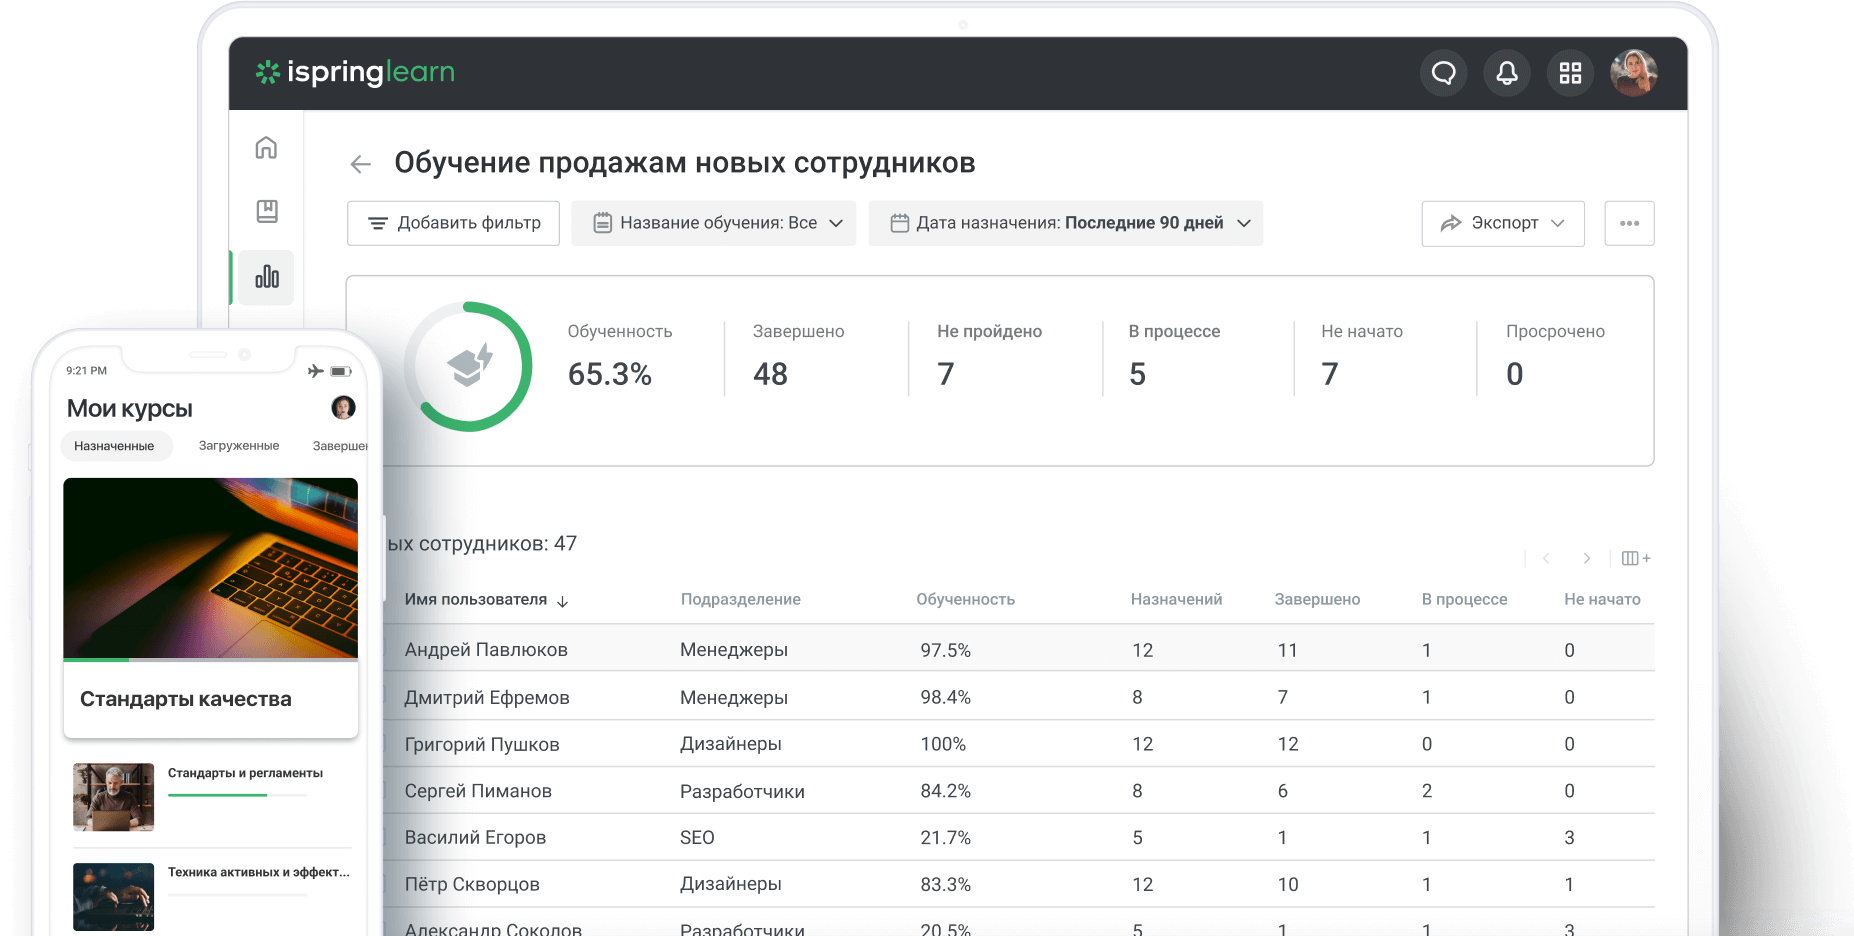 ispringlearn
Обучение продажам новых сотрудников
Добавить фильтр
Название обучения: Все
Дата назначения: Последние 90 дней
Экспорт
Обученность Завершено Не пройдено В процессе Не начато Просрочено
65.3% 48 7 5 7 0
сотрудников: 47
Имя пользователя Подразделение Обученность Назначений Завершено В процессе Не начато
Андрей Павлюков Менеджеры 97.5% 12 11 1 0
Дмитрий Ефремов Менеджеры 98.4% 8 7 1 0
Григорий Пушков Дизайнеры 100% 12 12 0 0
Сергей Пиманов Разработчики 84.2% 8 6 2 0
Василий Егоров SEO 21.7% 5 1 1 3
Пётр Скворцов Дизайнеры 83.3% 12 10 1 1
Александр Соколов Разработчики 20.5% 5 1 1 3
9:21 PM
Мои курсы
Назначенные Загруженные Завершен
Стандарты качества
Стандарты и регламенты
Техника активных и эффект...